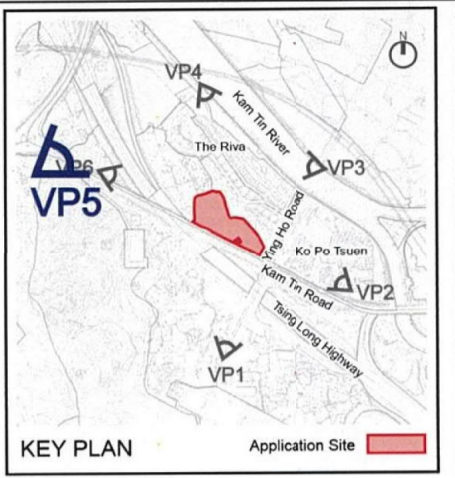 N
VP4
Kam Tin River
The Riva
VP3
VP6
VP5
Ying Ho Road
Ko Po Tsuen
Kam Tin Road
VP2
Tsing Long Highway
VP1
KEY PLAN
Application Site